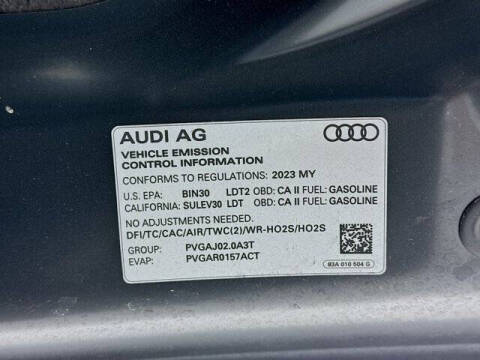 AUDI AG
VEHICLE EMISSION
CONTROL INFORMATION
CONFORMS TO REGULATIONS: 2023 MY
U.S. EPA: BIN30 LDT2 OBD: CA II FUEL: GASOLINE
CALIFORNIA: SULEV30 LDT OBD: CA II FUEL: GASOLINE
NO ADJUSTMENTS NEEDED.
DFI/TC/CAC/AIR/TWC(2)/WR-HO2S/HO2S
GROUP: PVGAJ02.0A3T
EVAP: PVGAR0157ACT
83A 010 504 G